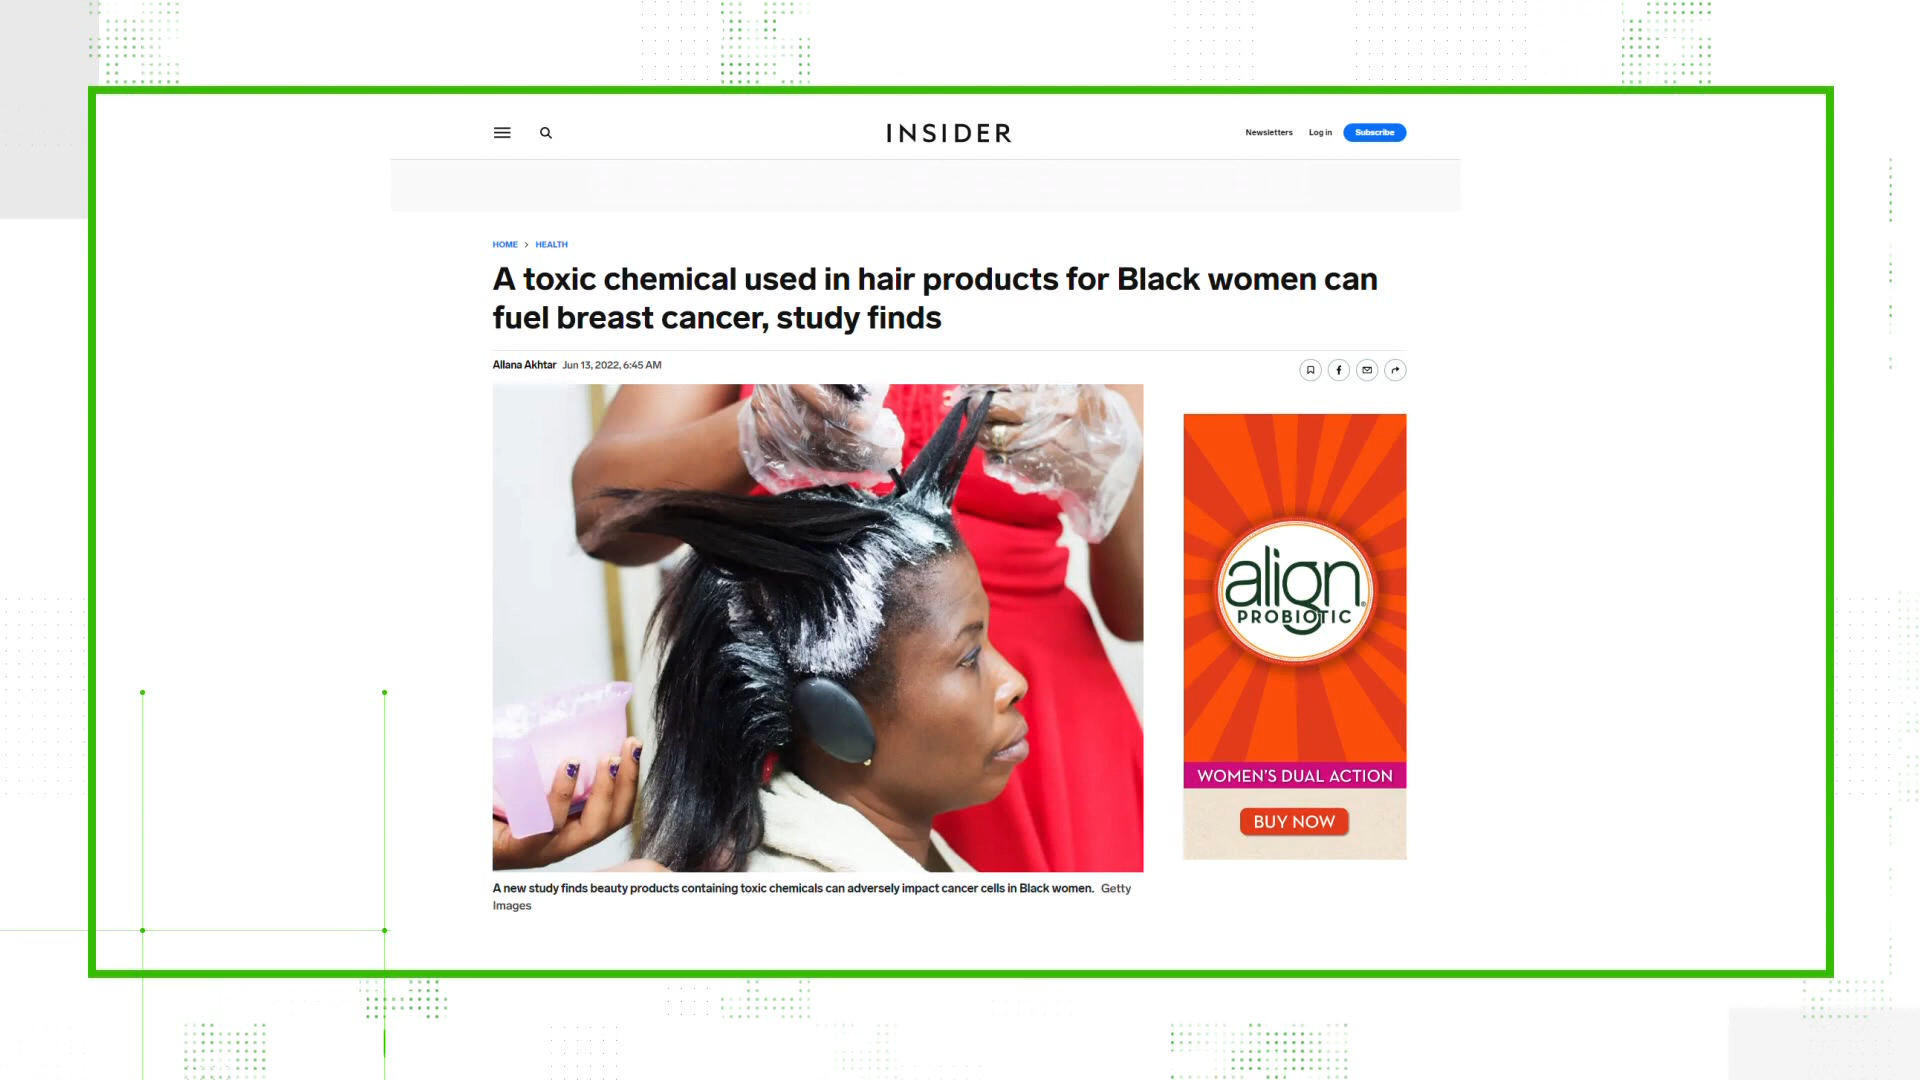 INSIDER
Newsletters Log in Subscribe
HOME > HEALTH
A toxic chemical used in hair products for Black women can
fuel breast cancer, study finds
Allana Akhtar Jun 13, 2022, 6:45 AM
align
PROBIOTIC
WOMEN'S DUAL ACTION
BUY NOW
A new study finds beauty products containing toxic chemicals can adversely impact cancer cells in Black women. Getty
Images